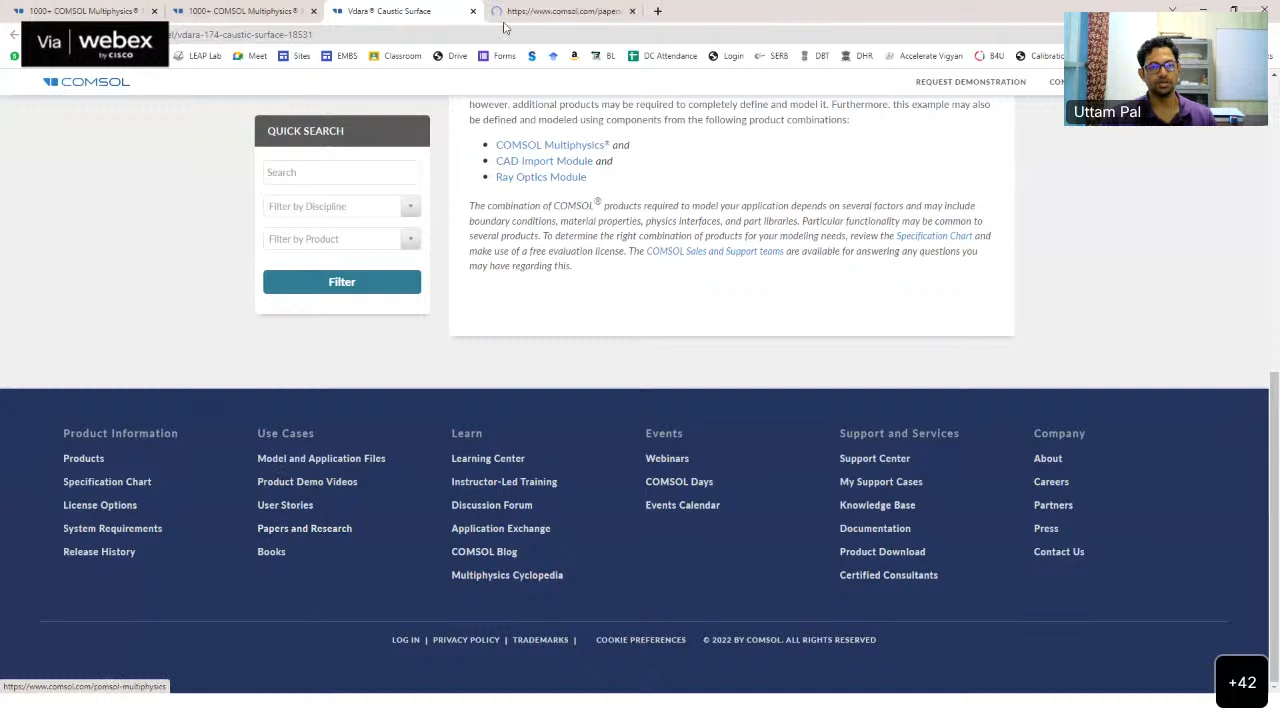 1000+ COMSOL Multiphysics® M
1000+ COMSOL Multiphysics® M
Vdara® Caustic Surface
https://www.comsol.com/papers
Via webex
by CISCO
el/vdara-174-caustic-surface-18531
LEAP Lab
Meet
Sites
EMBS
Classroom
Drive
Forms
BL
DC Attendance
Login
SERB
DBT
DHR
Accelerate Vigyan
B4U
COMSOL
REQUEST DEMONSTRATION
Uttam Pal
QUICK SEARCH
Search
Filter by Discipline
Filter by Product
Filter
however, additional products may be required to completely define and model it. Furthermore, this example may also
be defined and modeled using components from the following product combinations:
COMSOL Multiphysics® and
CAD Import Module and
Ray Optics Module
The combination of COMSOL® products required to model your application depends on several factors and may include
boundary conditions, material properties, physics interfaces, and part libraries. Particular functionality may be common to
several products. To determine the right combination of products for your modeling needs, review the Specification Chart and
make use of a free evaluation license. The COMSOL Sales and Support teams are available for answering any questions you
may have regarding this.
Product Information
Products
Specification Chart
License Options
System Requirements
Release History
Use Cases
Model and Application Files
Product Demo Videos
User Stories
Papers and Research
Books
Learn
Learning Center
Instructor-Led Training
Discussion Forum
Application Exchange
COMSOL Blog
Multiphysics Cyclopedia
Events
Webinars
COMSOL Days
Events Calendar
Support and Services
Support Center
My Support Cases
Knowledge Base
Documentation
Product Download
Certified Consultants
Company
About
Careers
Partners
Press
Contact Us
LOG IN | PRIVACY POLICY | TRADEMARKS | COOKIE PREFERENCES © 2022 BY COMSOL. ALL RIGHTS RESERVED
https://www.comsol.com/comsol-multiphysics
+42